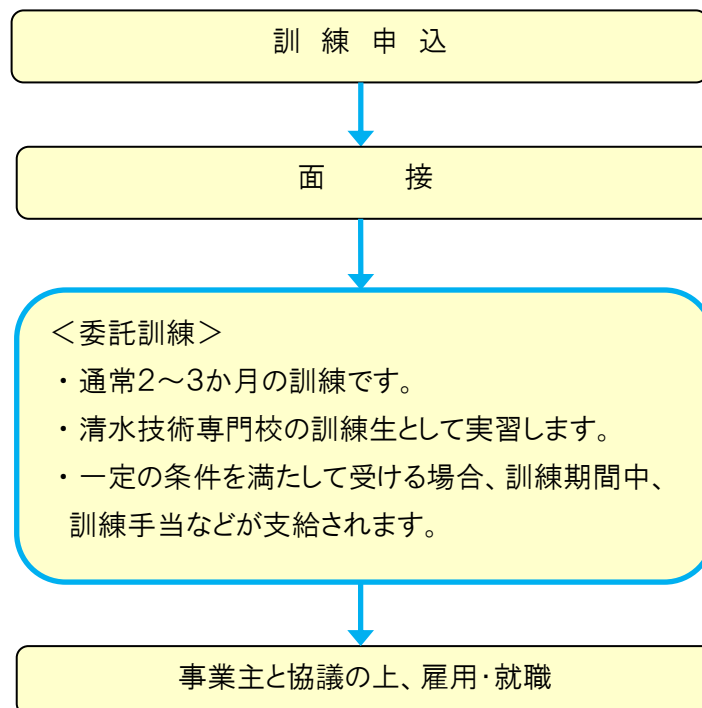 訓 練 申 込
面 接
＜委託訓練＞
・ 通常２～３か月の訓練です。
・ 清水技術専門校の訓練生として実習します。
・ 一定の条件を満たして受ける場合、訓練期間中、
訓練手当などが支給されます。
事業主と協議の上、雇用・就職